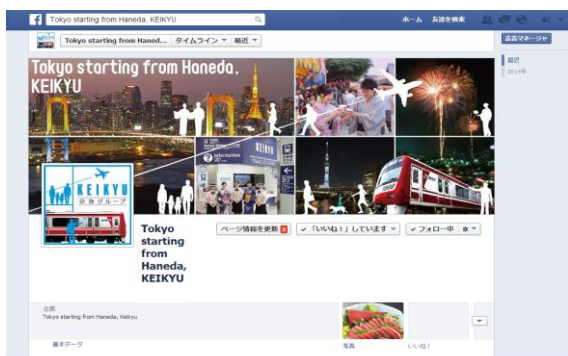 Tokyo starting from Haneda. KEIKYU
ホーム
友達を検索
Tokyo starting from Haned...
タイムライン
最近
広告マネージャ
最近
2014年
Tokyo starting from Haneda.
KEIKYU
Information
KEIKYU
京急グループ
1000
Tokyo
starting
from
Haneda,
KEIKYU
ページ情報を更新
「いいね！」しています
フォロー中
企業
Tokyo starting from Haneda, Keikyu
基本データ
写真
いいね！